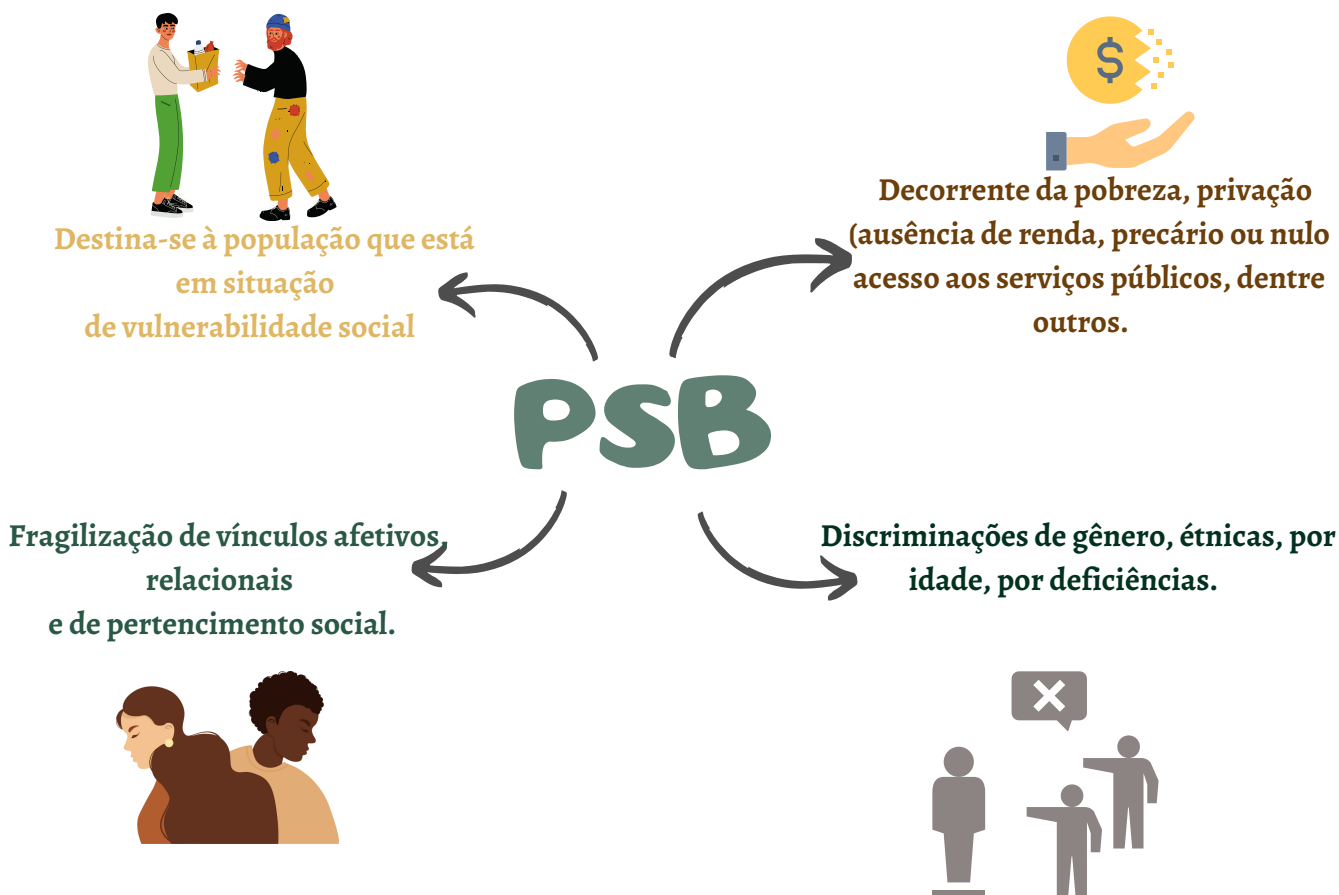 Destina-se à população que está
em situação
de vulnerabilidade social
$
Decorrente da pobreza, privação
(ausência de renda, precário ou nulo
acesso aos serviços públicos, dentre
outros.
PSB
Fragilização de vínculos afetivos,
relacionais
e de pertencimento social.
Discriminações de gênero, étnicas, por
idade, por deficiências.